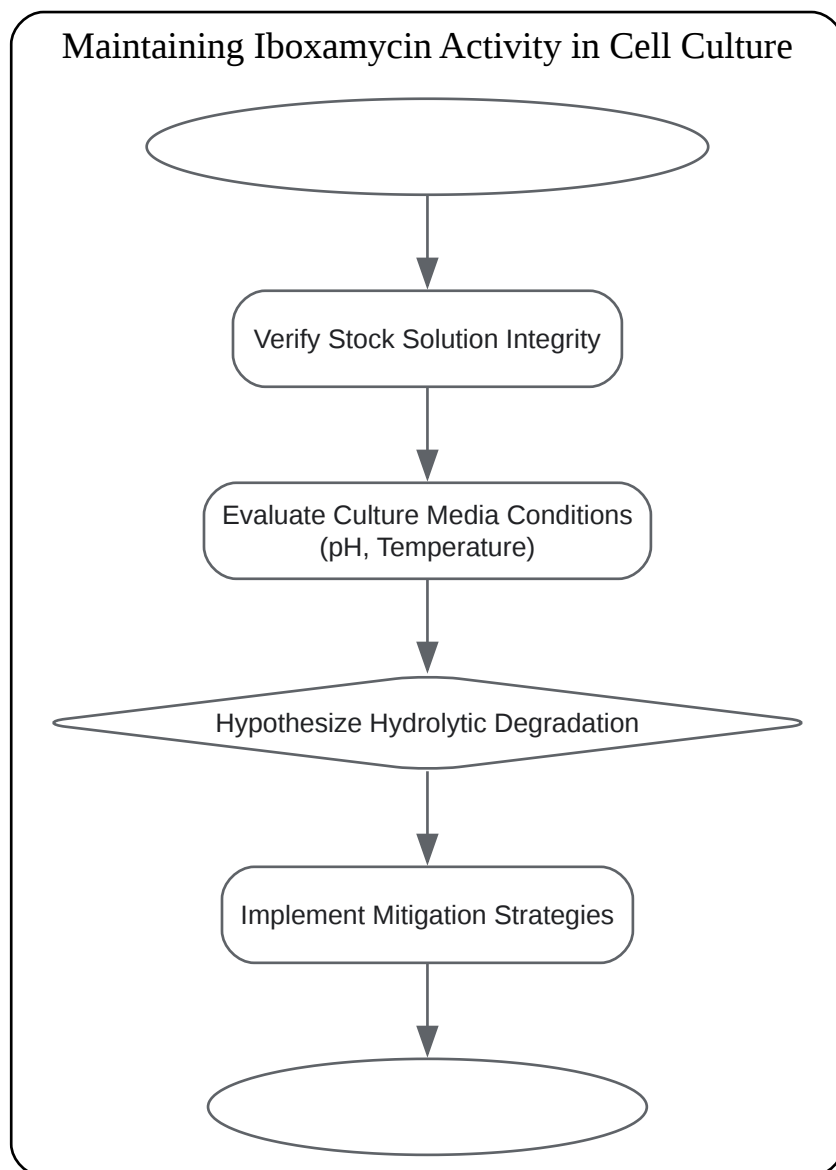 Maintaining Iboxamycin Activity in Cell Culture
Verify Stock Solution Integrity
Evaluate Culture Media Conditions
(pH, Temperature)
Hypothesize Hydrolytic Degradation
Implement Mitigation Strategies